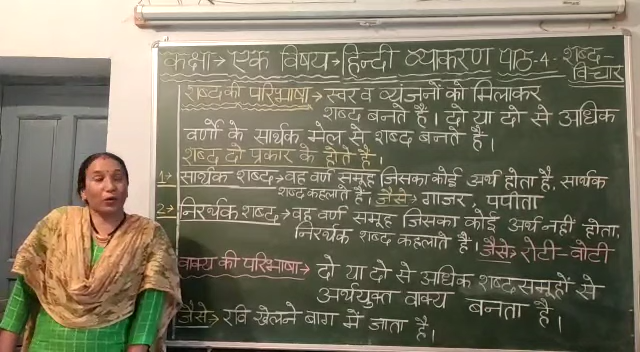 कक्षा→ एक विषय→ हिन्दी व्याकरण पाठ-4- शब्द-
विचार
शब्द की परिभाषा→ स्वर व व्यंजनों को मिलाकर
शब्द बनते हैं। दो या दो से अधिक
वर्णों के सार्थक मेल से शब्द बनते हैं।
शब्द दो प्रकार के होते हैं।
1→ सार्थक शब्द→ वह वर्ण समूह जिसका कोई अर्थ होता है, सार्थक
शब्द कहलाते हैं। जैसे→ गाजर, पपीता
2→ निरर्थक शब्द→ वह वर्ण समूह जिसका कोई अर्थ नहीं होता,
निरर्थक शब्द कहलाते हैं। जैसे→ रोटी-वोटी
वाक्य की परिभाषा→ दो या दो से अधिक शब्द समूहों से
अर्थयुक्त वाक्य बनता है।
जैसे→ रवि खेलने बाग में जाता है।